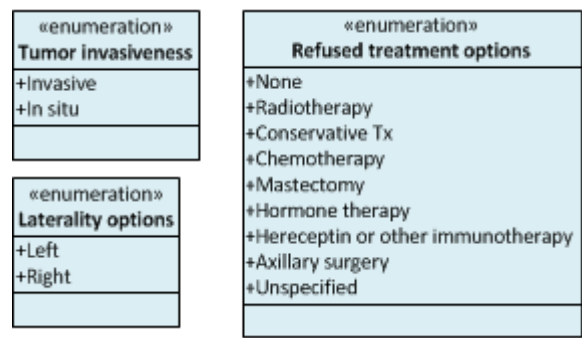 «enumeration»
Tumor invasiveness
+Invasive
+In situ
«enumeration»
Laterality options
+Left
+Right
«enumeration»
Refused treatment options
+None
+Radiotherapy
+Conservative Tx
+Chemotherapy
+Mastectomy
+Hormone therapy
+Hereceptin or other immunotherapy
+Axillary surgery
+Unspecified